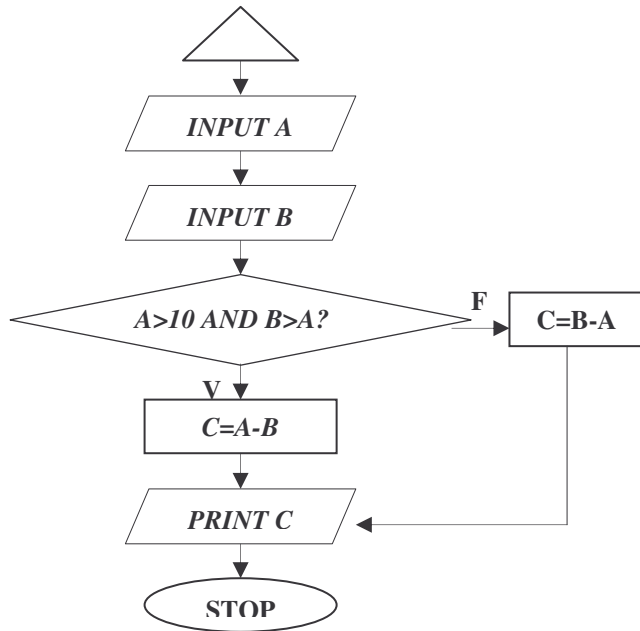 INPUT A
INPUT B
A>10 AND B>A?
F
C=B-A
V
C=A-B
PRINT C
STOP